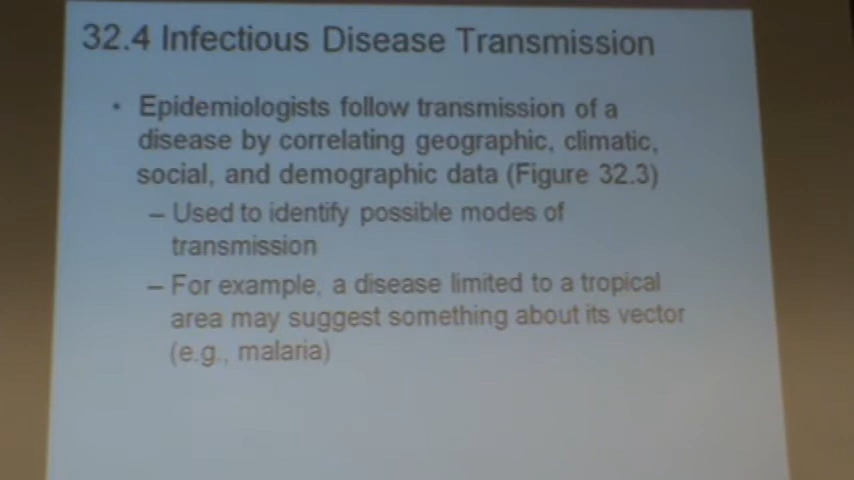 32.4 Infectious Disease Transmission
• Epidemiologists follow transmission of a
disease by correlating geographic, climatic,
social, and demographic data (Figure 32.3)
– Used to identify possible modes of
transmission
– For example, a disease limited to a tropical
area may suggest something about its vector
(e.g., malaria)